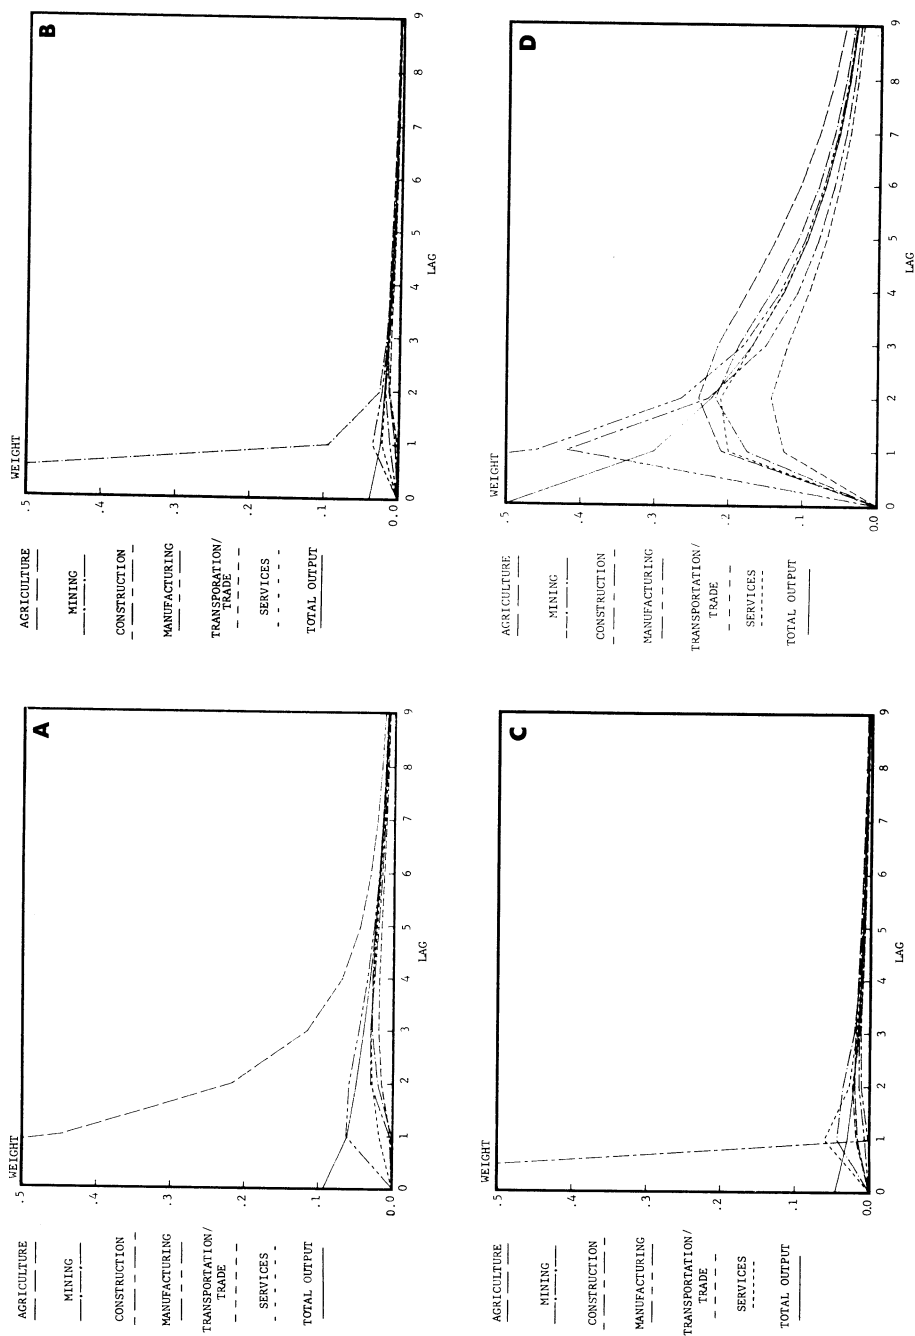 A
WEIGHT
.5
.4
.3
.2
.1
0.0
0 1 2 3 4 5 6 7 8 9
LAG
AGRICULTURE
MINING
CONSTRUCTION
MANUFACTURING
TRANSPORTATION/
TRADE
SERVICES
TOTAL OUTPUT
B
WEIGHT
.5
.4
.3
.2
.1
0.0
0 1 2 3 4 5 6 7 8 9
LAG
AGRICULTURE
MINING
CONSTRUCTION
MANUFACTURING
TRANSPORATION/
TRADE
SERVICES
TOTAL OUTPUT
C
WEIGHT
.5
.4
.3
.2
.1
0.0
0 1 2 3 4 5 6 7 8 9
LAG
AGRICULTURE
MINING
CONSTRUCTION
MANUFACTURING
TRANSPORTATION/
TRADE
SERVICES
TOTAL OUTPUT
D
WEIGHT
.5
.4
.3
.2
.1
0.0
0 1 2 3 4 5 6 7 8 9
LAG
AGRICULTURE
MINING
CONSTRUCTION
MANUFACTURING
TRANSPORTATION/
TRADE
SERVICES
TOTAL OUTPUT